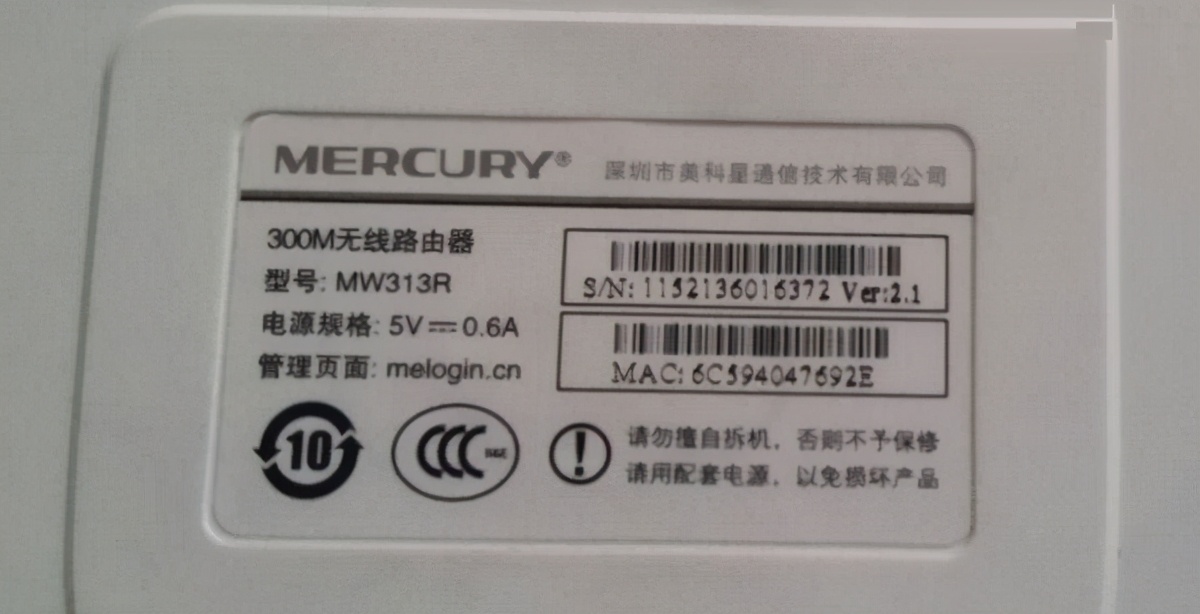 MERCURY® 深圳市美科星通信技术有限公司
300M无线路由器
型号: MW313R
电源规格: 5V⎓0.6A
管理页面: melogin.cn
S/N: 1152136016372 Ver:2.1
MAC: 6C594047692E
10
CCC S&E
请勿擅自拆机，否则不予保修
请用配套电源，以免损坏产品